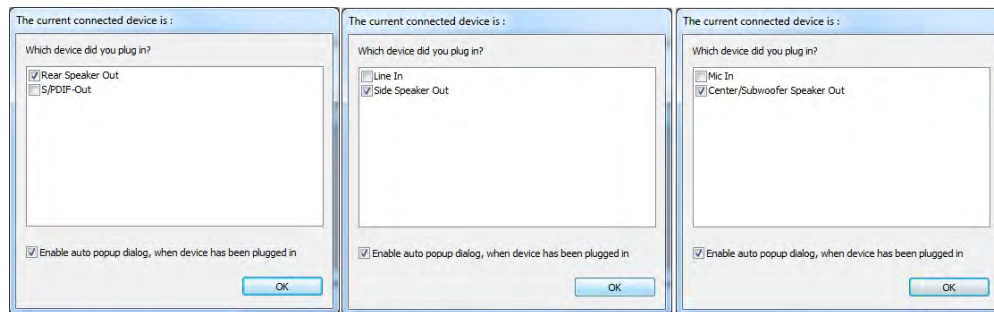 The current connected device is :
Which device did you plug in?
Rear Speaker Out
S/PDIF-Out
Enable auto popup dialog, when device has been plugged in
OK
The current connected device is :
Which device did you plug in?
Line In
Side Speaker Out
Enable auto popup dialog, when device has been plugged in
OK
The current connected device is :
Which device did you plug in?
Mic In
Center/Subwoofer Speaker Out
Enable auto popup dialog, when device has been plugged in
OK